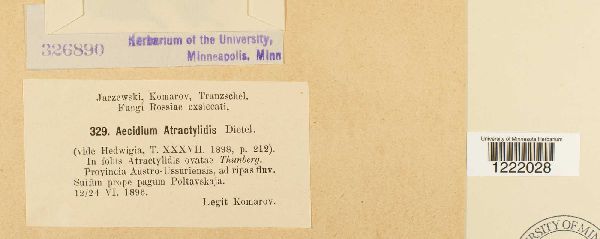 326890
Herbarium of the University,
Minneapolis, Minn
Jaczewski, Komarov, Tranzschel.
Fungi Rossiae exsiccati.
329. Aecidium Atractylidis Dietel.
(vide Hedwigia, T. XXXVII. 1898, p. 212).
In foliis Atractylidis ovatae Thunberg.
Provincia Austro-Ussuriensis, ad ripas fluv.
Suifun prope pagum Poltavskaja.
12/24 VI. 1896.
Legit Komarov.
University of Minnesota Herbarium
1222028